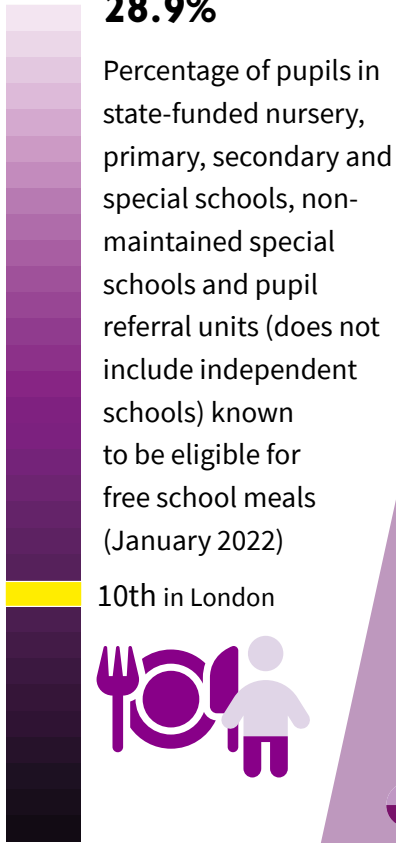 28.9%
Percentage of pupils in
state-funded nursery,
primary, secondary and
special schools, non-
maintained special
schools and pupil
referral units (does not
include independent
schools) known
to be eligible for
free school meals
(January 2022)
10th in London